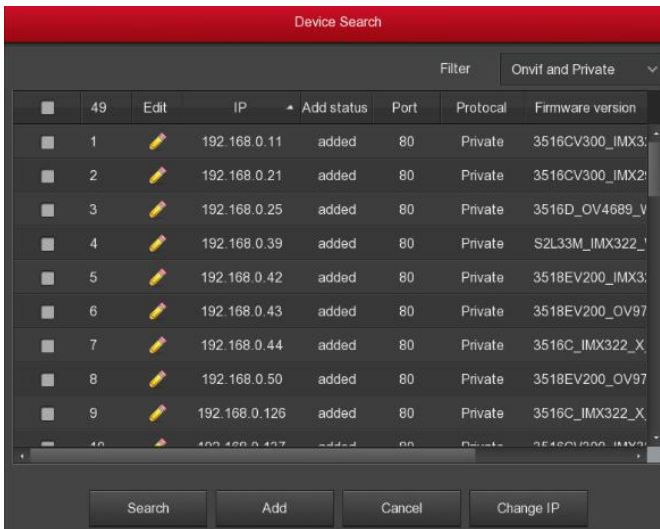 Device Search
Filter Onvif and Private
49 Edit IP Add status Port Protocal Firmware version
1 192.168.0.11 added 80 Private 3516CV300_IMX3
2 192.168.0.21 added 80 Private 3516CV300_IMX29
3 192.168.0.25 added 80 Private 3516D_OV4689_
4 192.168.0.39 added 80 Private S2L33M_IMX322_
5 192.168.0.42 added 80 Private 3518EV200_IMX3
6 192.168.0.43 added 80 Private 3518EV200_OV97
7 192.168.0.44 added 80 Private 3516C_IMX322_X
8 192.168.0.50 added 80 Private 3518EV200_OV97
9 192.168.0.126 added 80 Private 3516C_IMX322_X
Search Add Cancel Change IP